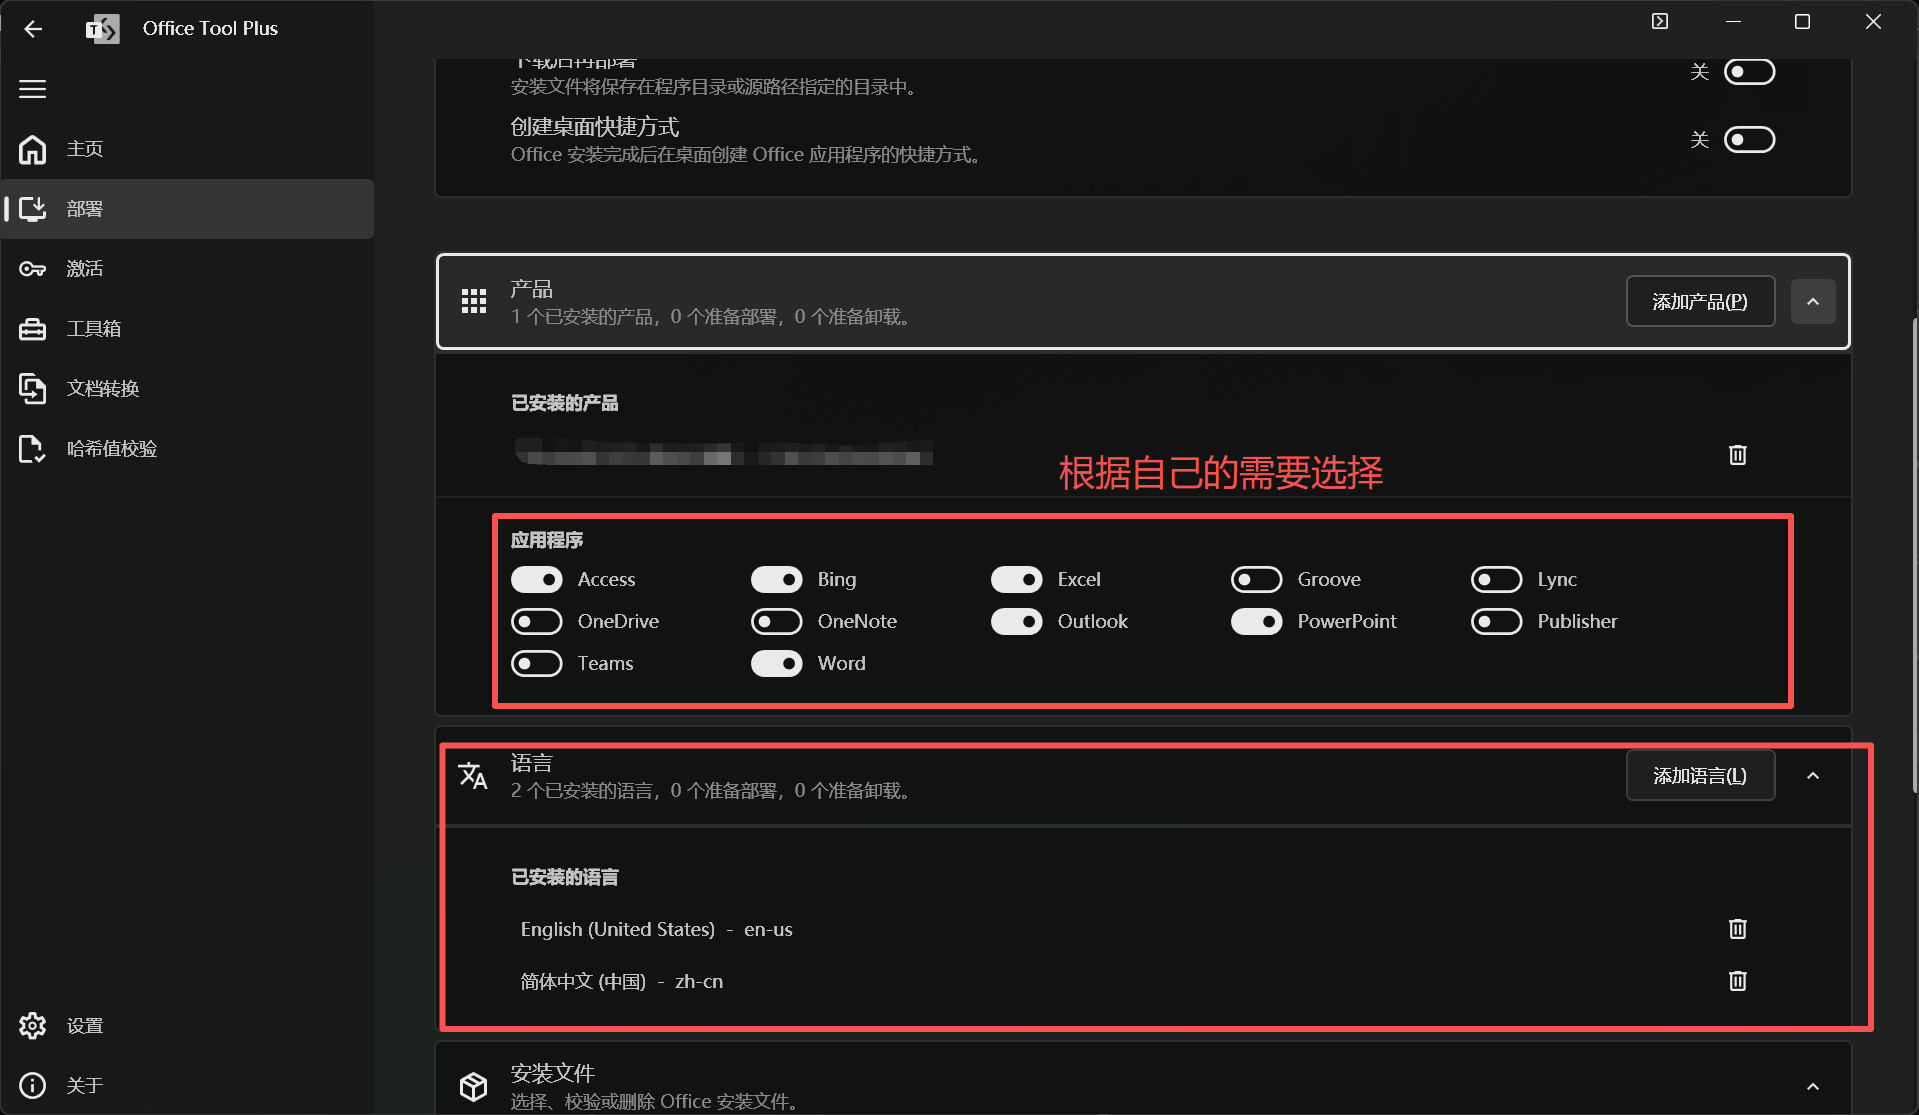 Office Tool Plus
主页
部署
激活
工具箱
文档转换
哈希值校验
设置
关于
下载后再部署
安装文件将保存在程序目录或源路径指定的目录中。
关
创建桌面快捷方式
Office 安装完成后在桌面创建 Office 应用程序的快捷方式。
关
产品
1 个已安装的产品，0 个准备部署，0 个准备卸载。
添加产品(P)
已安装的产品
根据自己的需要选择
应用程序
Access
Bing
Excel
Groove
Lync
OneDrive
OneNote
Outlook
PowerPoint
Publisher
Teams
Word
语言
2 个已安装的语言，0 个准备部署，0 个准备卸载。
添加语言(L)
已安装的语言
English (United States) - en-us
简体中文 (中国) - zh-cn
安装文件
选择、校验或删除 Office 安装文件。